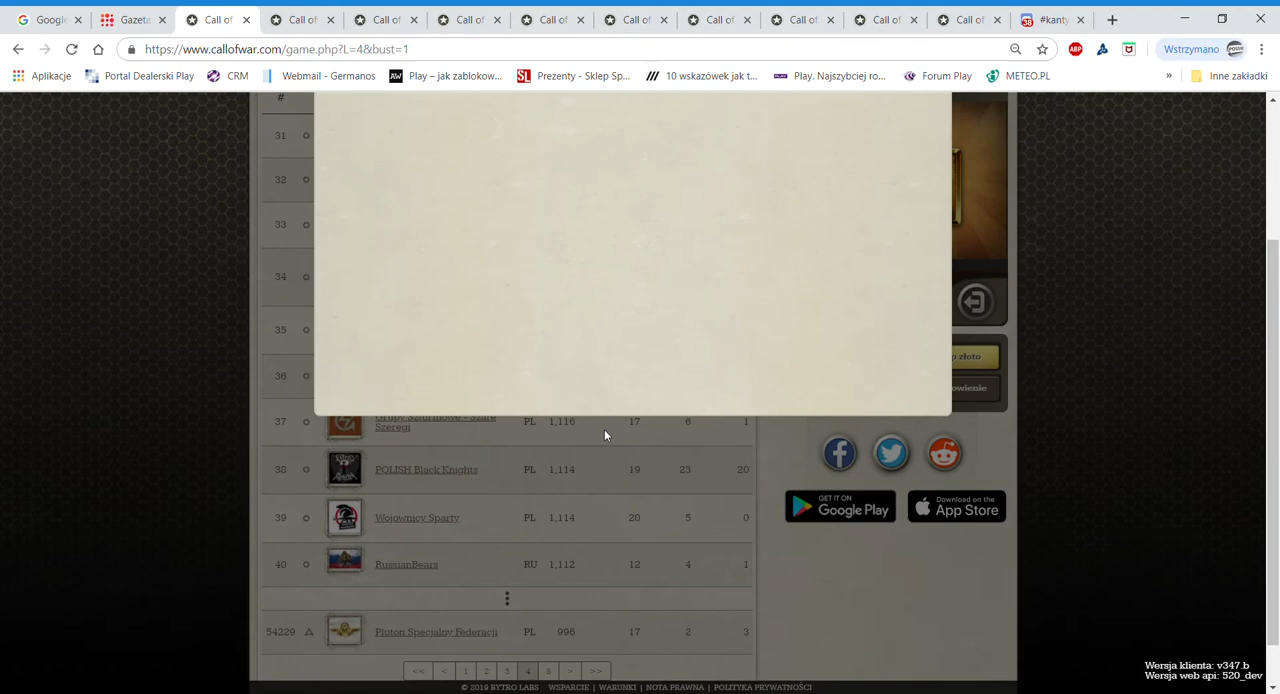 Google
Gazeta
Call of
Call of
Call of
Call of
Call of
Call of
Call of
Call of
Call of
Call of
38
#kanty
https://www.callofwar.com/game.php?L=4&bust=1
ABP
Wstrzymano
Aplikacje
Portal Dealerski Play
CRM
Webmail - Germanos
AW
Play – jak zablokow...
SL
Prezenty - Sklep Sp...
10 wskazówek jak t...
PLAY
Play. Najszybciej ro...
Forum Play
METEO.PL
»
Inne zakładki
#
31
32
33
34
35
36
p złoto
owienie
37
Grupy Szturmowe - Szare
Szeregi
PL
1,116
17
6
1
38
POLISH Black Knights
PL
1,114
19
23
20
39
Wojownicy Sparty
PL
1,114
20
5
0
40
RussianBears
RU
1,112
12
4
1
54229
Pluton Specjalny Federacji
PL
996
17
2
3
<< < 1 2 3 4 5 > >>
GET IT ON
Google Play
Download on the
App Store
Wersja klienta: v347.b
Wersja web api: 520_dev
© 2019 BYTRO LABS WSPARCIE | WARUNKI | NOTA PRAWNA | POLITYKA PRYWATNOŚCI